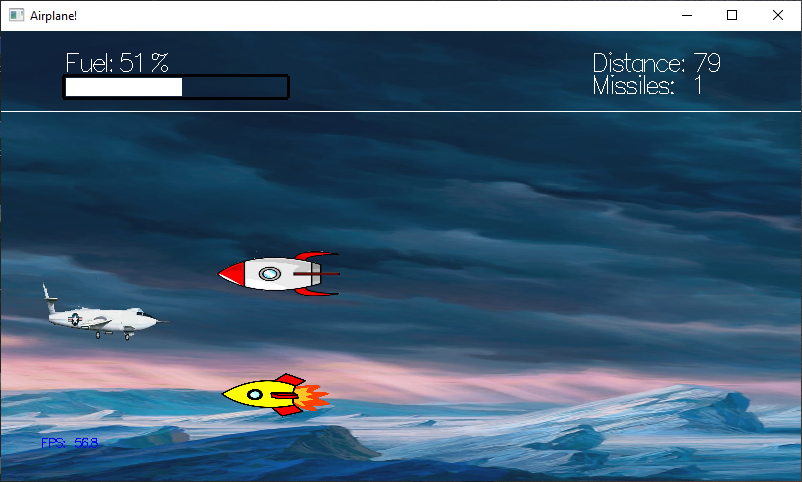 Airplane!
Fuel: 51 %
Distance: 79
Missiles: 1
FPS: 56.8